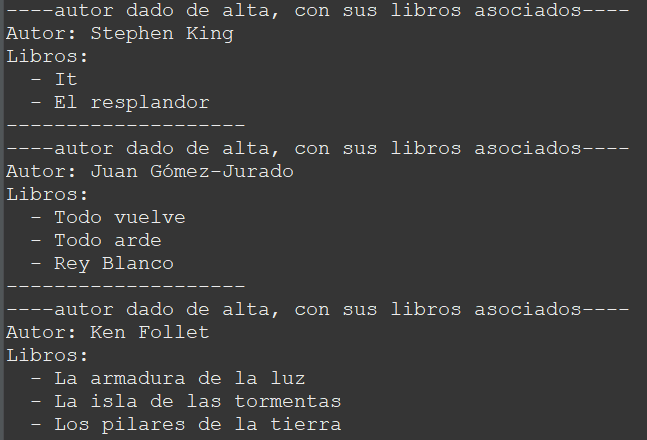 ----autor dado de alta, con sus libros asociados----
Autor: Stephen King
Libros:
  - It
  - El resplandor
--------------------
----autor dado de alta, con sus libros asociados----
Autor: Juan Gómez-Jurado
Libros:
  - Todo vuelve
  - Todo arde
  - Rey Blanco
--------------------
----autor dado de alta, con sus libros asociados----
Autor: Ken Follet
Libros:
  - La armadura de la luz
  - La isla de las tormentas
  - Los pilares de la tierra